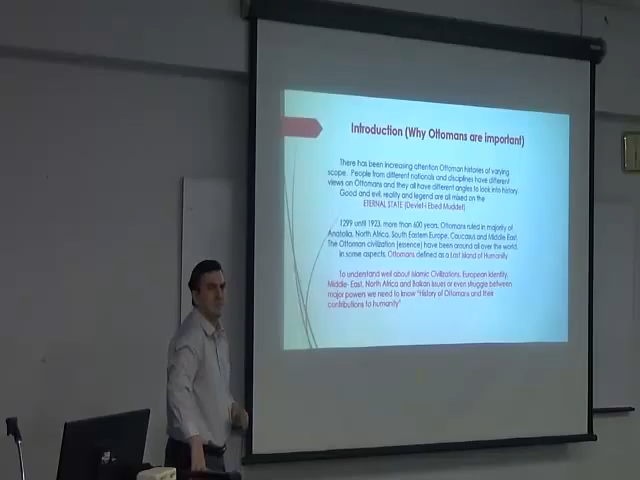 Introduction (Why Ottomans are important)
There has been increasing attention Ottoman histories of varying
scope. People from different nationals and disciplines have different
views on Ottomans and they all have different angles to look into history
Good and evil, reality and legend are all mixed on the
ETERNAL STATE (Devlet-i Ebed Muddet)
1299 until 1923, more than 600 years, Ottomans ruled in majority of
Anatolia, North Africa, South Eastern Europe, Caucasus and Middle East.
The Ottoman civilization (essence) have been around all over the world.
In some aspects, Ottomans defined as a Last Island of Humanity
To understand well about Islamic Civilizations, European Identity,
Middle- East, North Africa and Balkan Issues or even struggle between
major powers we need to know "History of Ottomans and their
contributions to humanity"